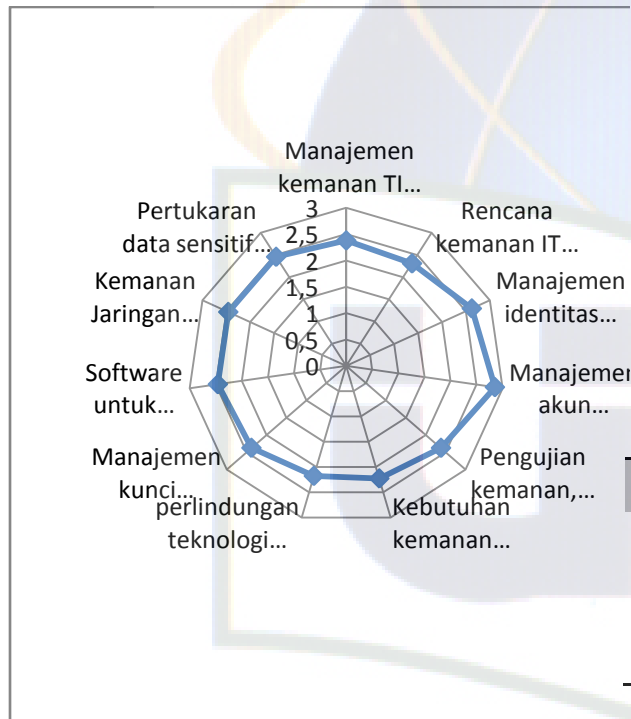 Manajemen
kemanan TI...
Rencana
kemanan IT...
Manajemen
identitas...
Manajemen
akun...
Pengujian
kemanan,...
Kebutuhan
kemanan...
perlindungan
teknologi...
Manajemen
kunci...
Software
untuk...
Kemanan
Jaringan...
Pertukaran
data sensitif...
3
2,5
2
1,5
1
0,5
0